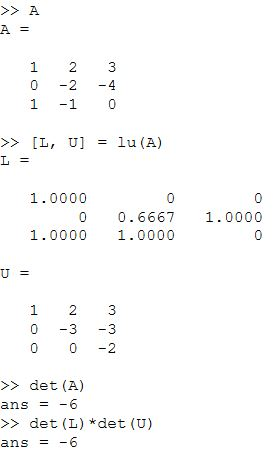 >> A
A =
1 2 3
0 -2 -4
1 -1 0
>> [L, U] = lu(A)
L =
1.0000 0 0
0 0.6667 1.0000
1.0000 1.0000 0
U =
1 2 3
0 -3 -3
0 0 -2
>> det(A)
ans = -6
>> det(L)*det(U)
ans = -6